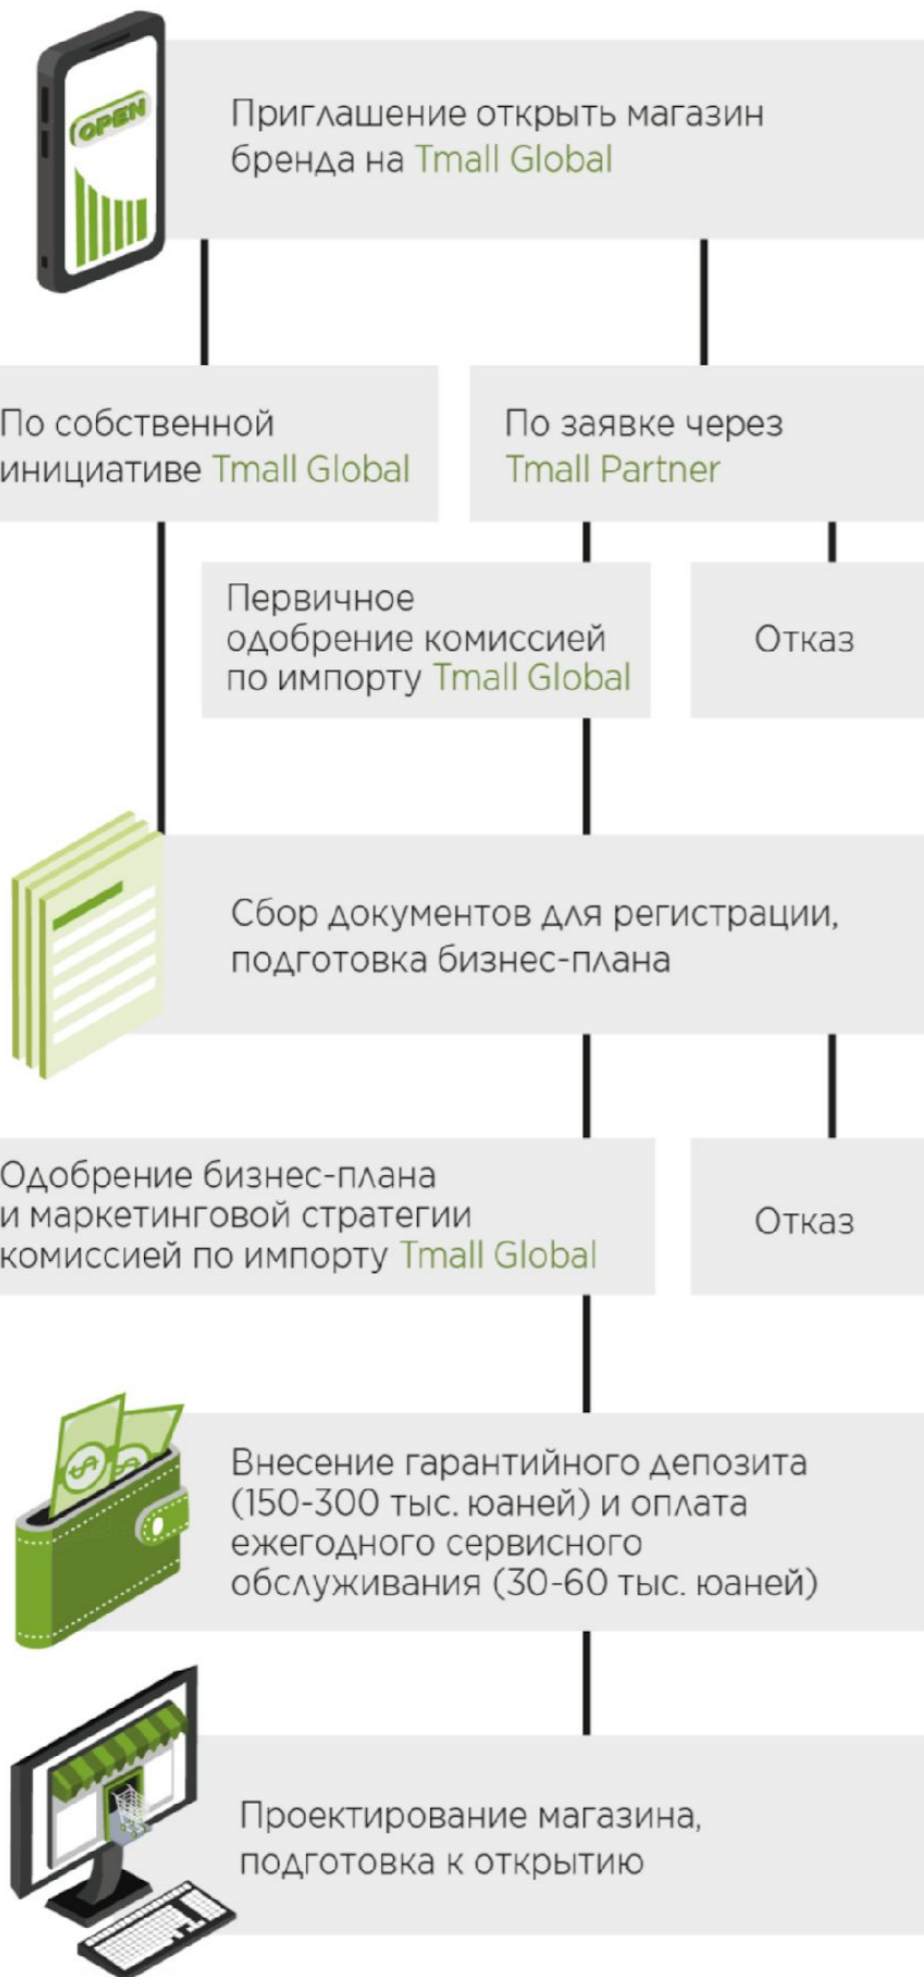 OPEN
Приглашение открыть магазин
бренда на Tmall Global
По собственной
инициативе Tmall Global
По заявке через
Tmall Partner
Первичное
одобрение комиссией
по импорту Tmall Global
Отказ
Сбор документов для регистрации,
подготовка бизнес-плана
Одобрение бизнес-плана
и маркетинговой стратегии
комиссией по импорту Tmall Global
Отказ
Внесение гарантийного депозита
(150-300 тыс. юаней) и оплата
ежегодного сервисного
обслуживания (30-60 тыс. юаней)
Проектирование магазина,
подготовка к открытию